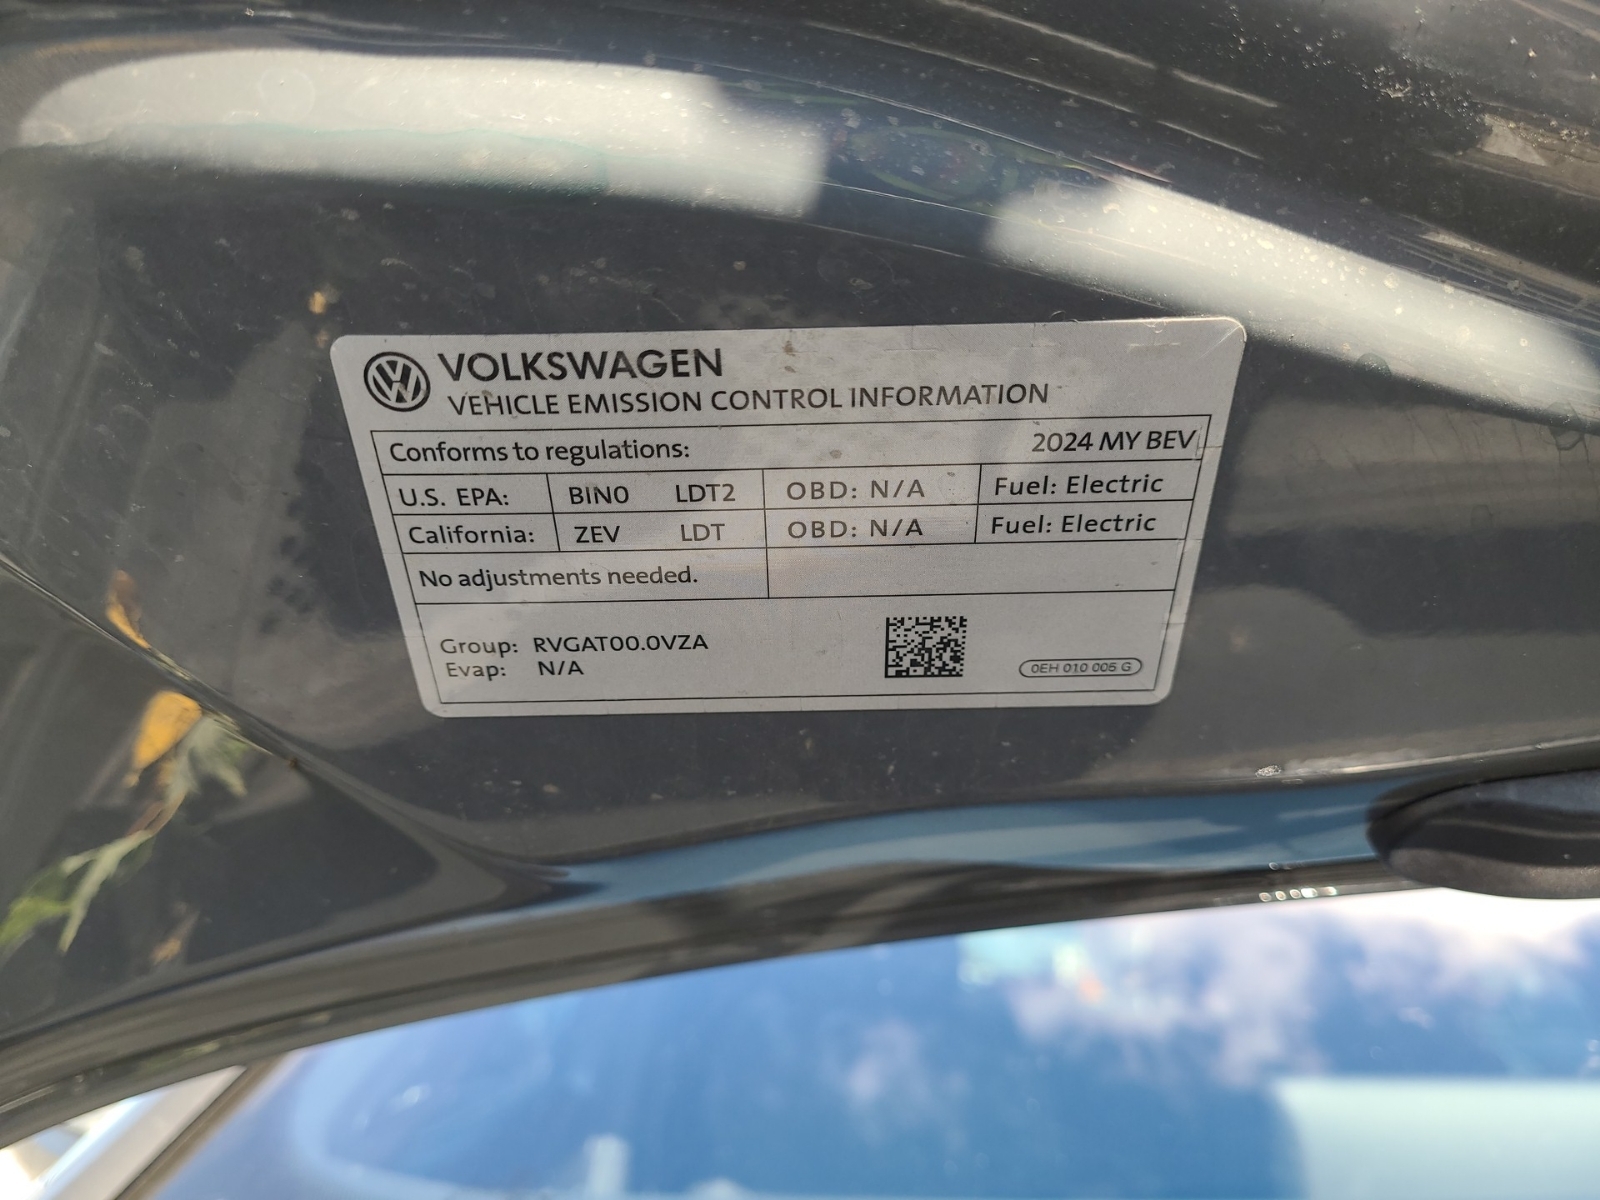 VOLKSWAGEN
VEHICLE EMISSION CONTROL INFORMATION
Conforms to regulations: 2024 MY BEV
U.S. EPA: BIN0 LDT2 OBD: N/A Fuel: Electric
California: ZEV LDT OBD: N/A Fuel: Electric
No adjustments needed.
Group: RVGAT00.0VZA
Evap: N/A
0EH 010 005 G